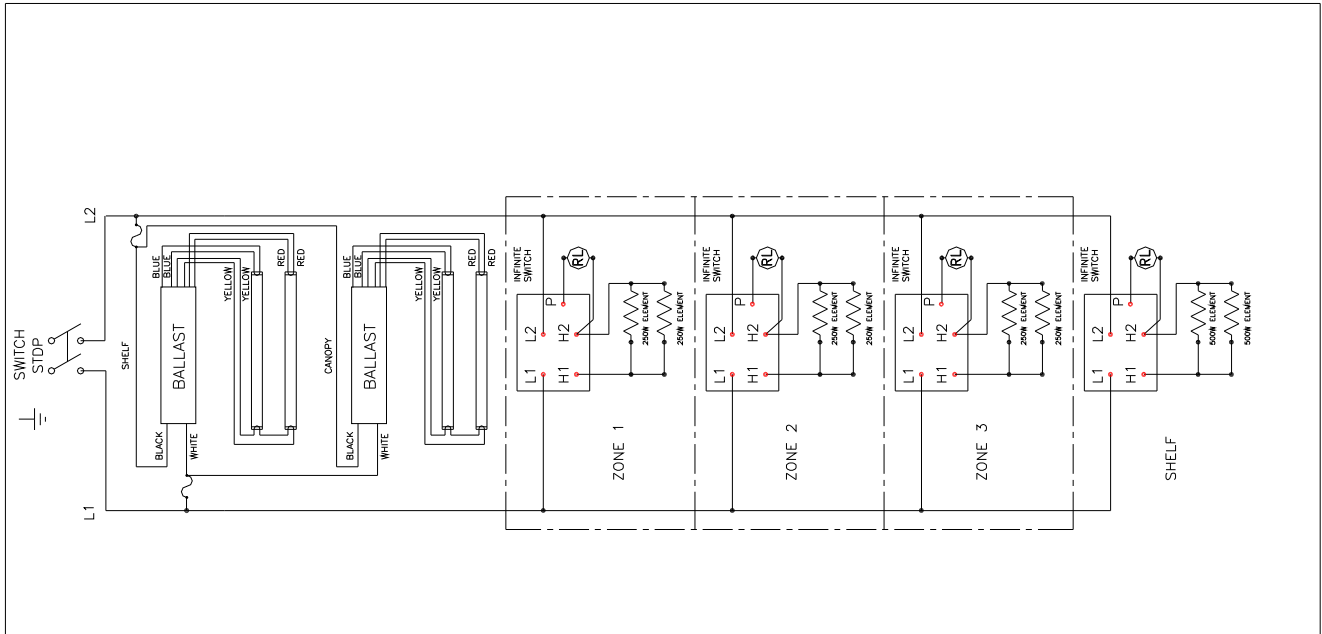 SWITCH
STDP
L1
L2
SHELF
BLACK
WHITE
BALLAST
BLUE
BLUE
YELLOW
YELLOW
RED
RED
CANOPY
BLACK
WHITE
BALLAST
BLUE
BLUE
YELLOW
YELLOW
RED
RED
INFINITE
SWITCH
L1
L2
P
H1
H2
RL
250W ELEMENT
250W ELEMENT
ZONE 1
INFINITE
SWITCH
L1
L2
P
H1
H2
RL
250W ELEMENT
250W ELEMENT
ZONE 2
INFINITE
SWITCH
L1
L2
P
H1
H2
RL
250W ELEMENT
250W ELEMENT
ZONE 3
INFINITE
SWITCH
L1
L2
P
H1
H2
RL
500W ELEMENT
500W ELEMENT
SHELF